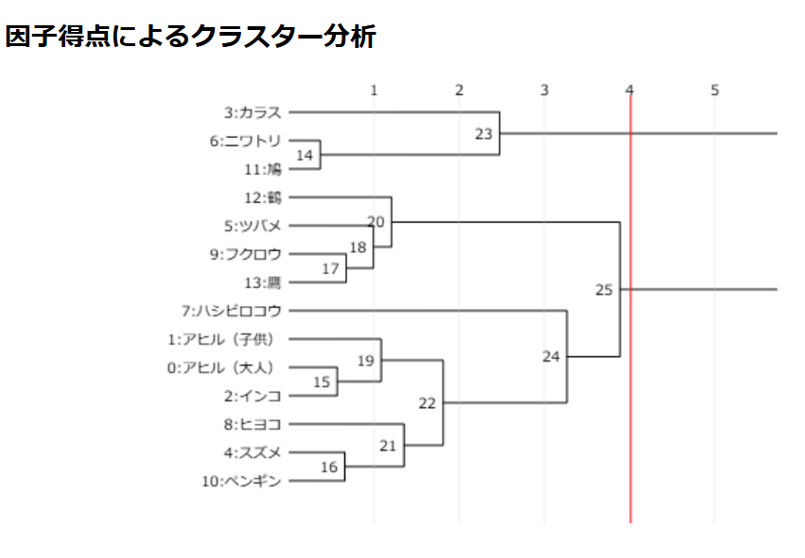 因子得点によるクラスター分析
1 2 3 4 5
3:カラス
23
6:ニワトリ
14
11:鳩
12:鶴
20
5:ツバメ
18
9:フクロウ
17
13:鷹
25
7:ハシビロコウ
1:アヒル（子供）
24
19
0:アヒル（大人）
15
2:インコ
22
8:ヒヨコ
21
4:スズメ
16
10:ペンギン